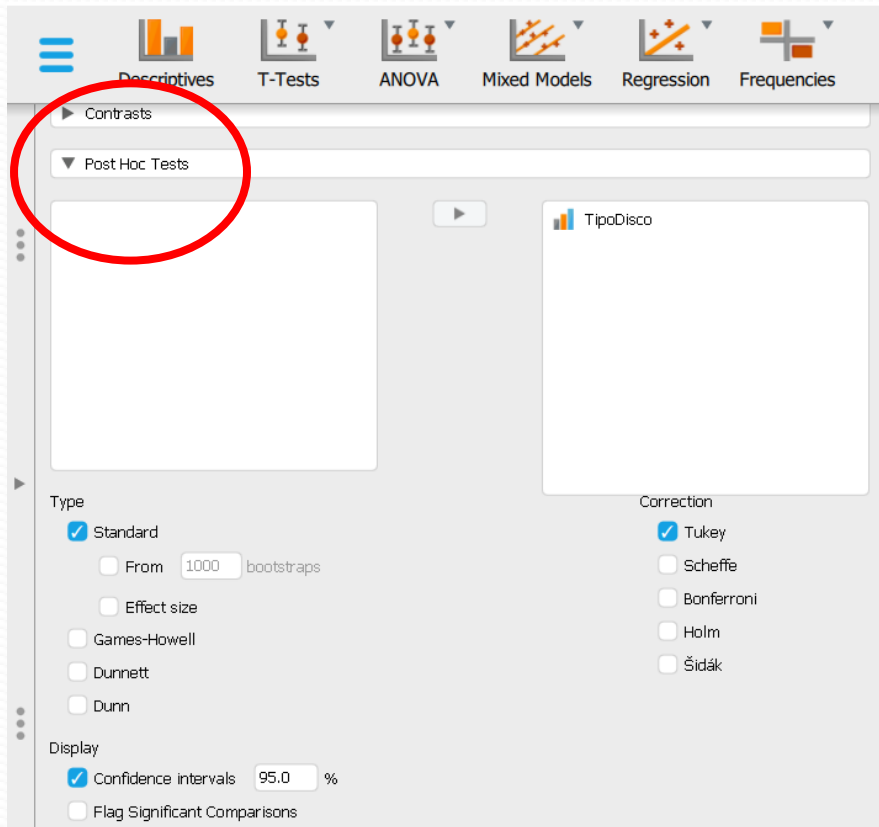 Descriptives T-Tests ANOVA Mixed Models Regression Frequencies
Contrasts
Post Hoc Tests
TipoDisco
Type
Standard
From 1000 bootstraps
Effect size
Games-Howell
Dunnett
Dunn
Correction
Tukey
Scheffe
Bonferroni
Holm
Šidák
Display
Confidence intervals 95.0 %
Flag Significant Comparisons